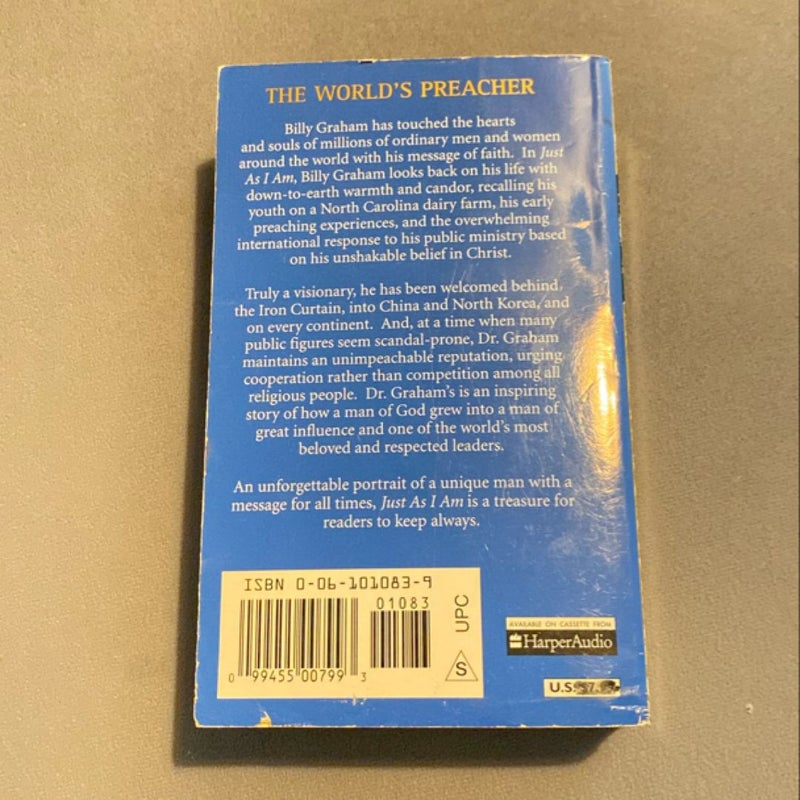 THE WORLD'S PREACHER
Billy Graham has touched the hearts
and souls of millions of ordinary men and women
around the world with his message of faith. In Just
As I Am, Billy Graham looks back on his life with
down-to-earth warmth and candor, recalling his
youth on a North Carolina dairy farm, his early
preaching experiences, and the overwhelming
international response to his public ministry based
on his unshakable belief in Christ.
Truly a visionary, he has been welcomed behind
the Iron Curtain, into China and North Korea, and
on every continent. And, at a time when many
public figures seem scandal-prone, Dr. Graham
maintains an unimpeachable reputation, urging
cooperation rather than competition among all
religious people. Dr. Graham's is an inspiring
story of how a man of God grew into a man of
great influence and one of the world's most
beloved and respected leaders.
An unforgettable portrait of a unique man with a
message for all times, Just As I Am is a treasure for
readers to keep always.
ISBN 0-06-101083-9
01083
UPC
0 99455 00799 3
S
AVAILABLE ON CASSETTE FROM
HarperAudio
U.S.